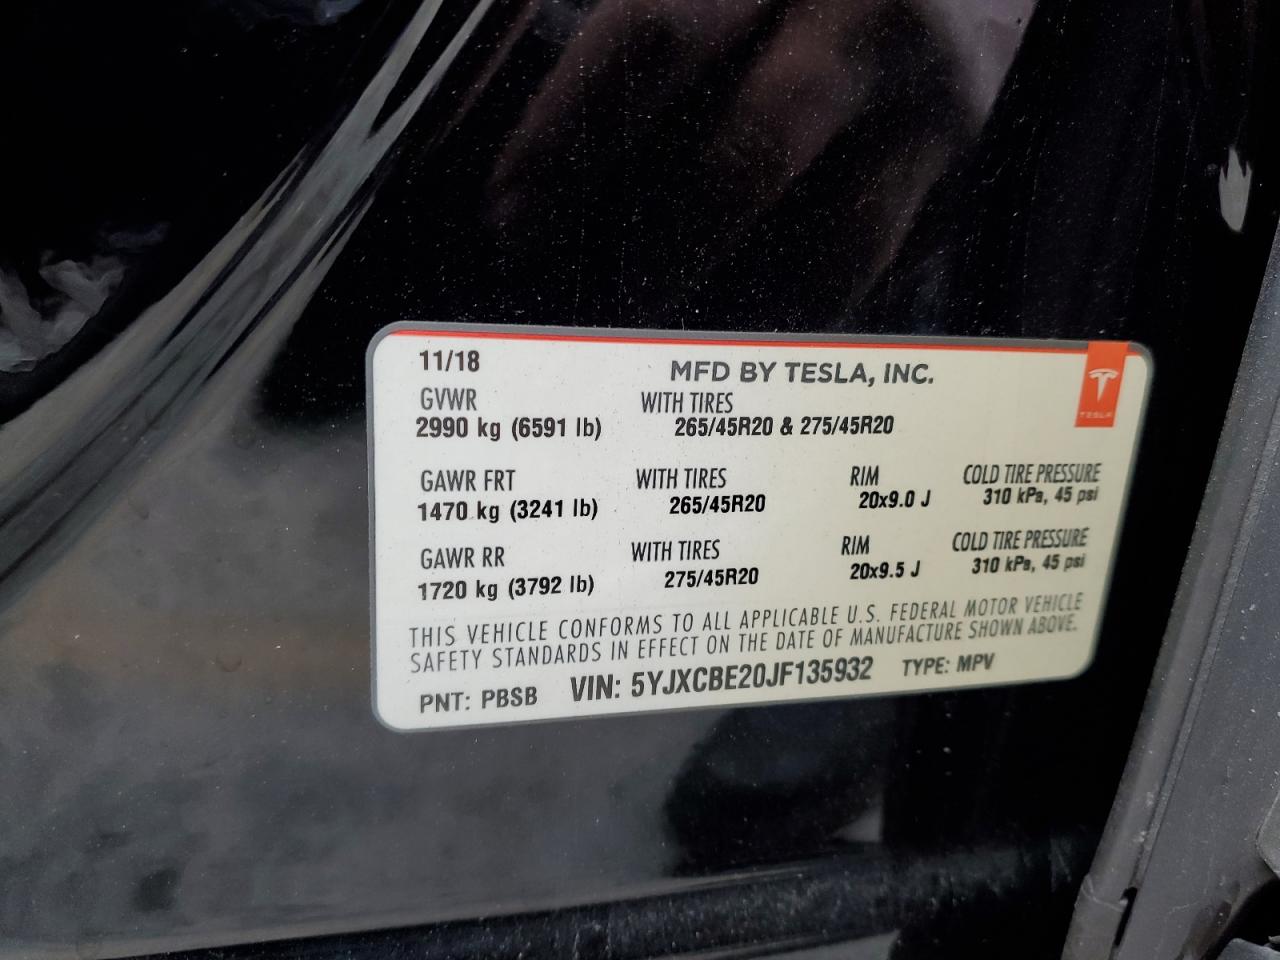 11/18
MFD BY TESLA, INC.
TESLA
GVWR WITH TIRES
2990 kg (6591 lb) 265/45R20 & 275/45R20
GAWR FRT WITH TIRES RIM COLD TIRE PRESSURE
1470 kg (3241 lb) 265/45R20 20x9.0 J 310 kPa, 45 psi
GAWR RR WITH TIRES RIM COLD TIRE PRESSURE
1720 kg (3792 lb) 275/45R20 20x9.5 J 310 kPa, 45 psi
THIS VEHICLE CONFORMS TO ALL APPLICABLE U.S. FEDERAL MOTOR VEHICLE
SAFETY STANDARDS IN EFFECT ON THE DATE OF MANUFACTURE SHOWN ABOVE.
PNT: PBSB VIN: 5YJXCBE20JF135932 TYPE: MPV